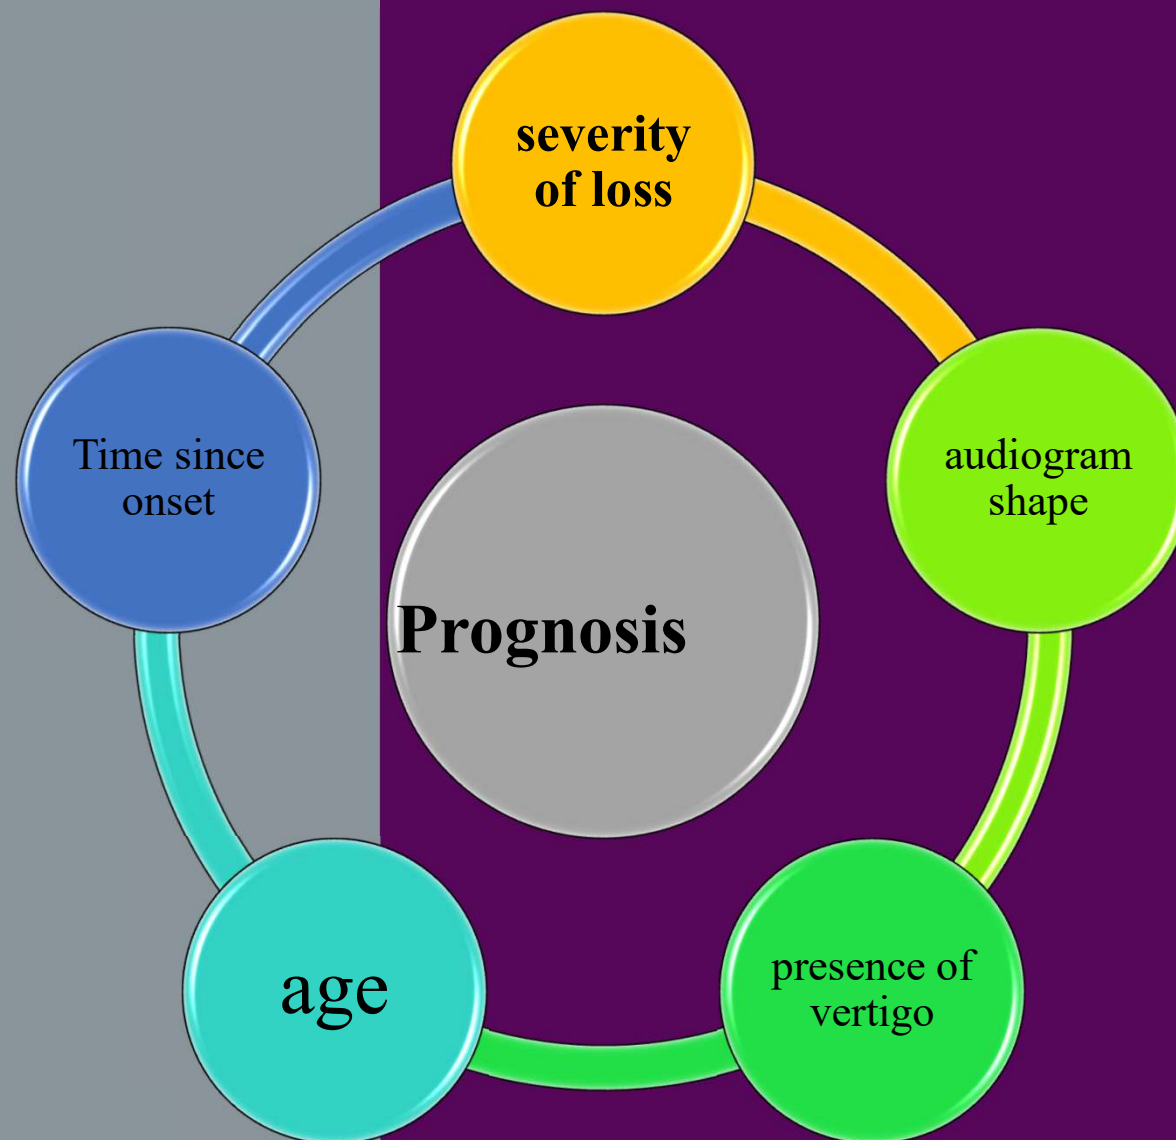 severity
of loss
Time since
onset
audiogram
shape
Prognosis
age
presence of
vertigo